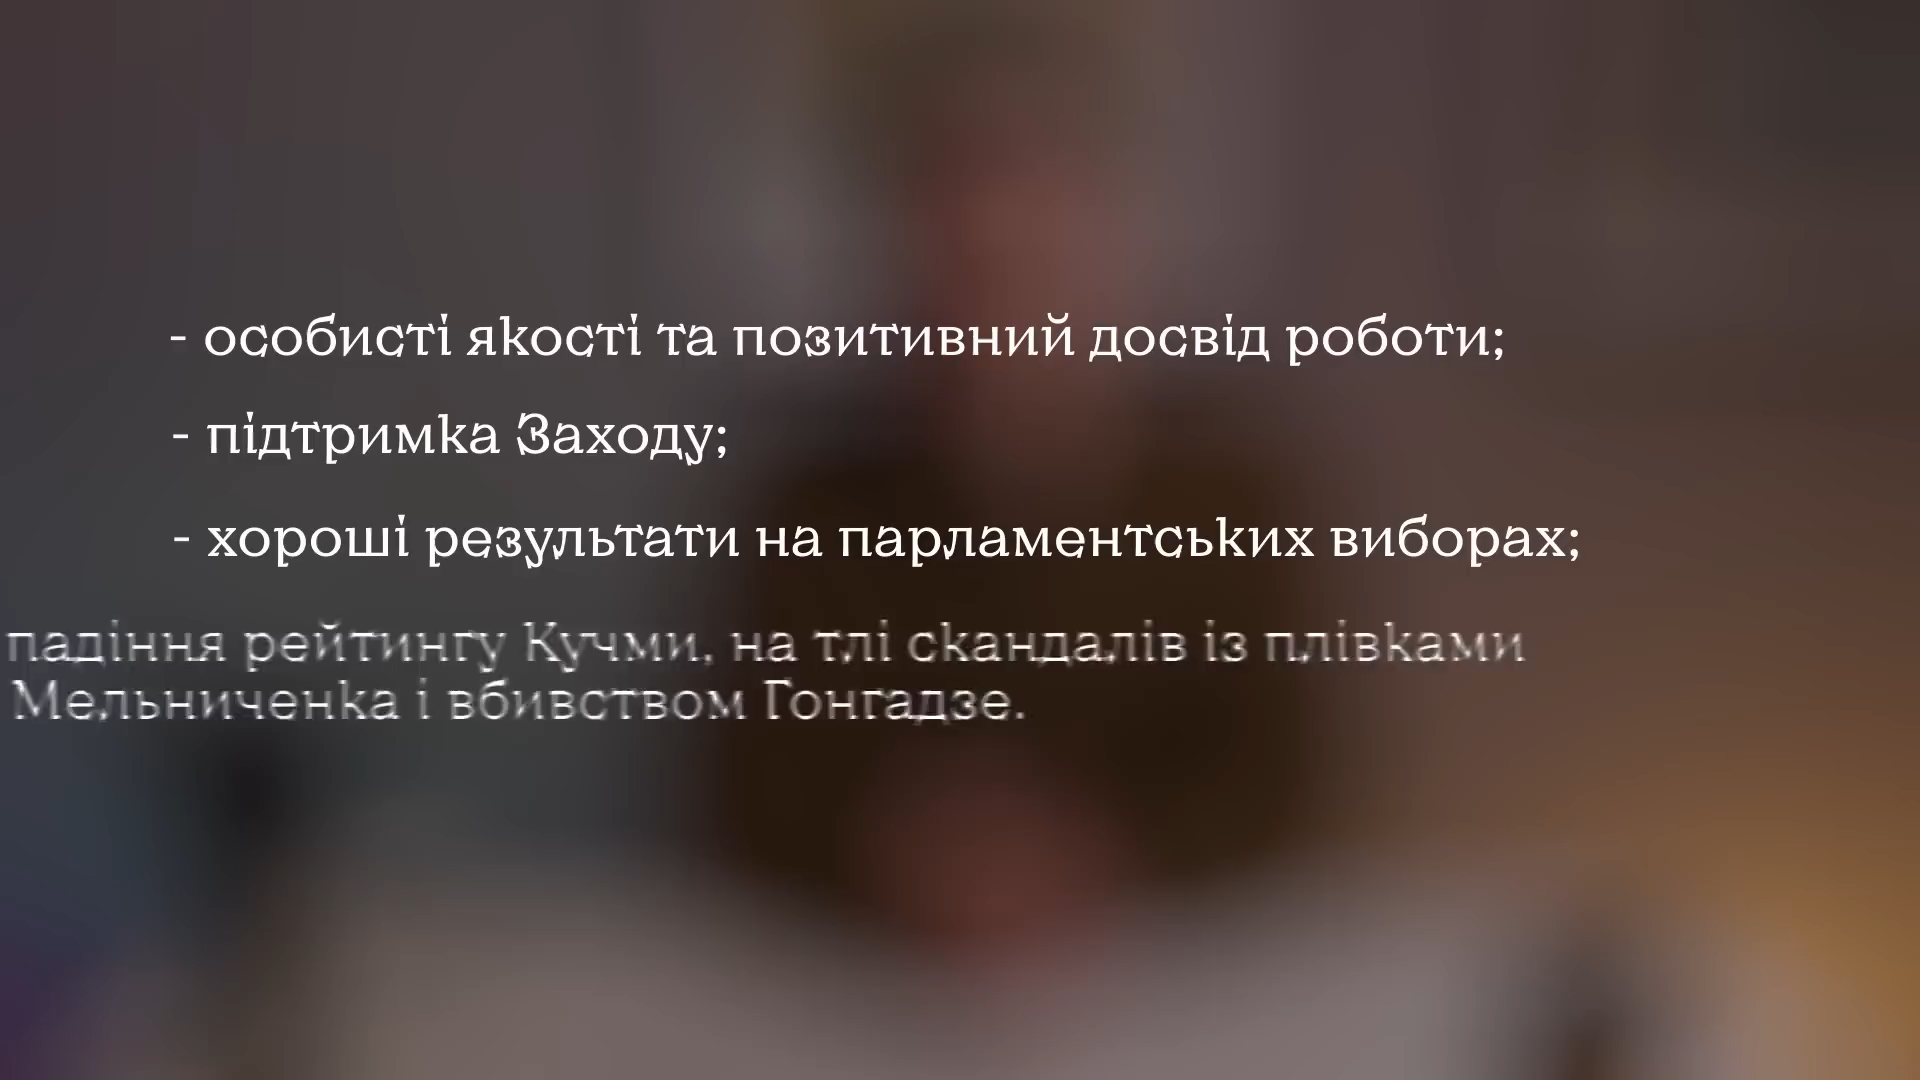 - особисті якості та позитивний досвід роботи;
- підтримка Заходу;
- хороші результати на парламентських виборах;
падіння рейтингу Кучми, на тлі скандалів із плівками
Мельниченка і вбивством Гонгадзе.